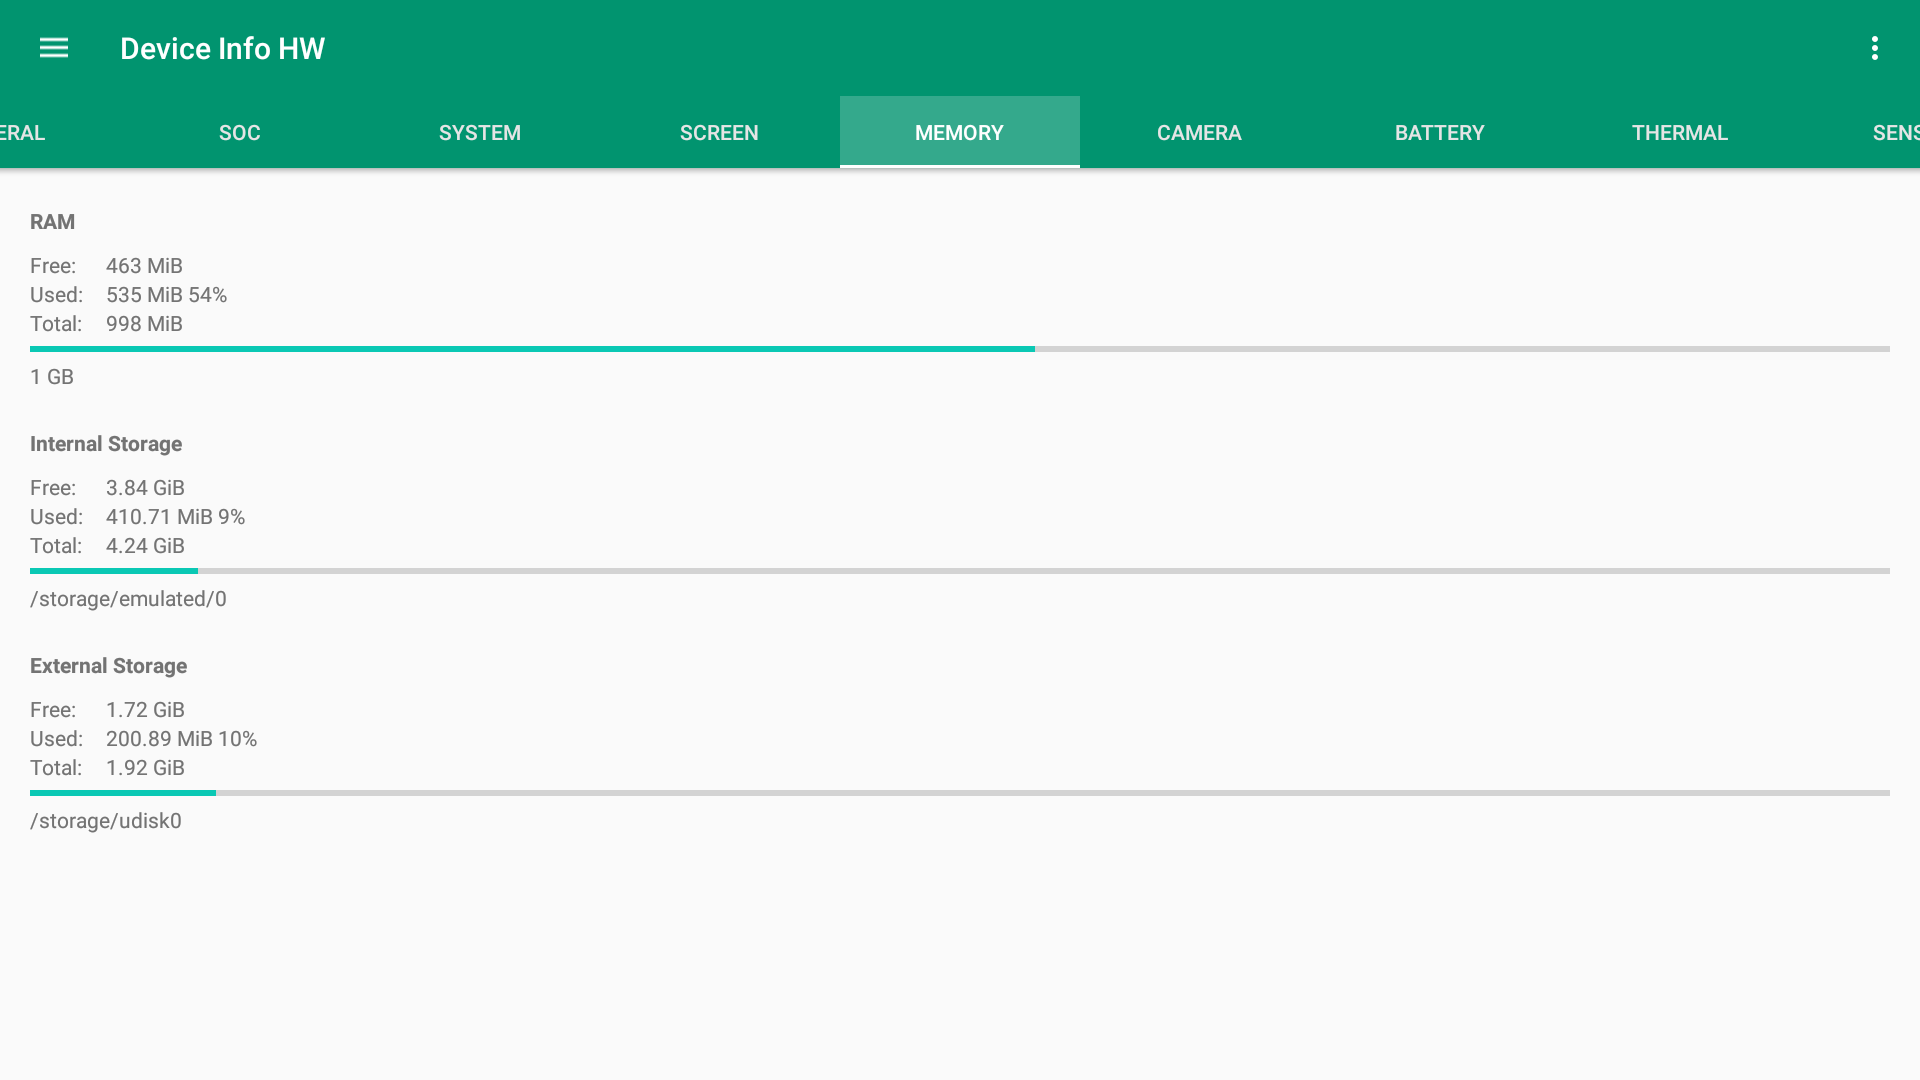 Device Info HW
ERAL SOC SYSTEM SCREEN MEMORY CAMERA BATTERY THERMAL SENS
RAM
Free: 463 MiB
Used: 535 MiB 54%
Total: 998 MiB
1 GB
Internal Storage
Free: 3.84 GiB
Used: 410.71 MiB 9%
Total: 4.24 GiB
/storage/emulated/0
External Storage
Free: 1.72 GiB
Used: 200.89 MiB 10%
Total: 1.92 GiB
/storage/udisk0